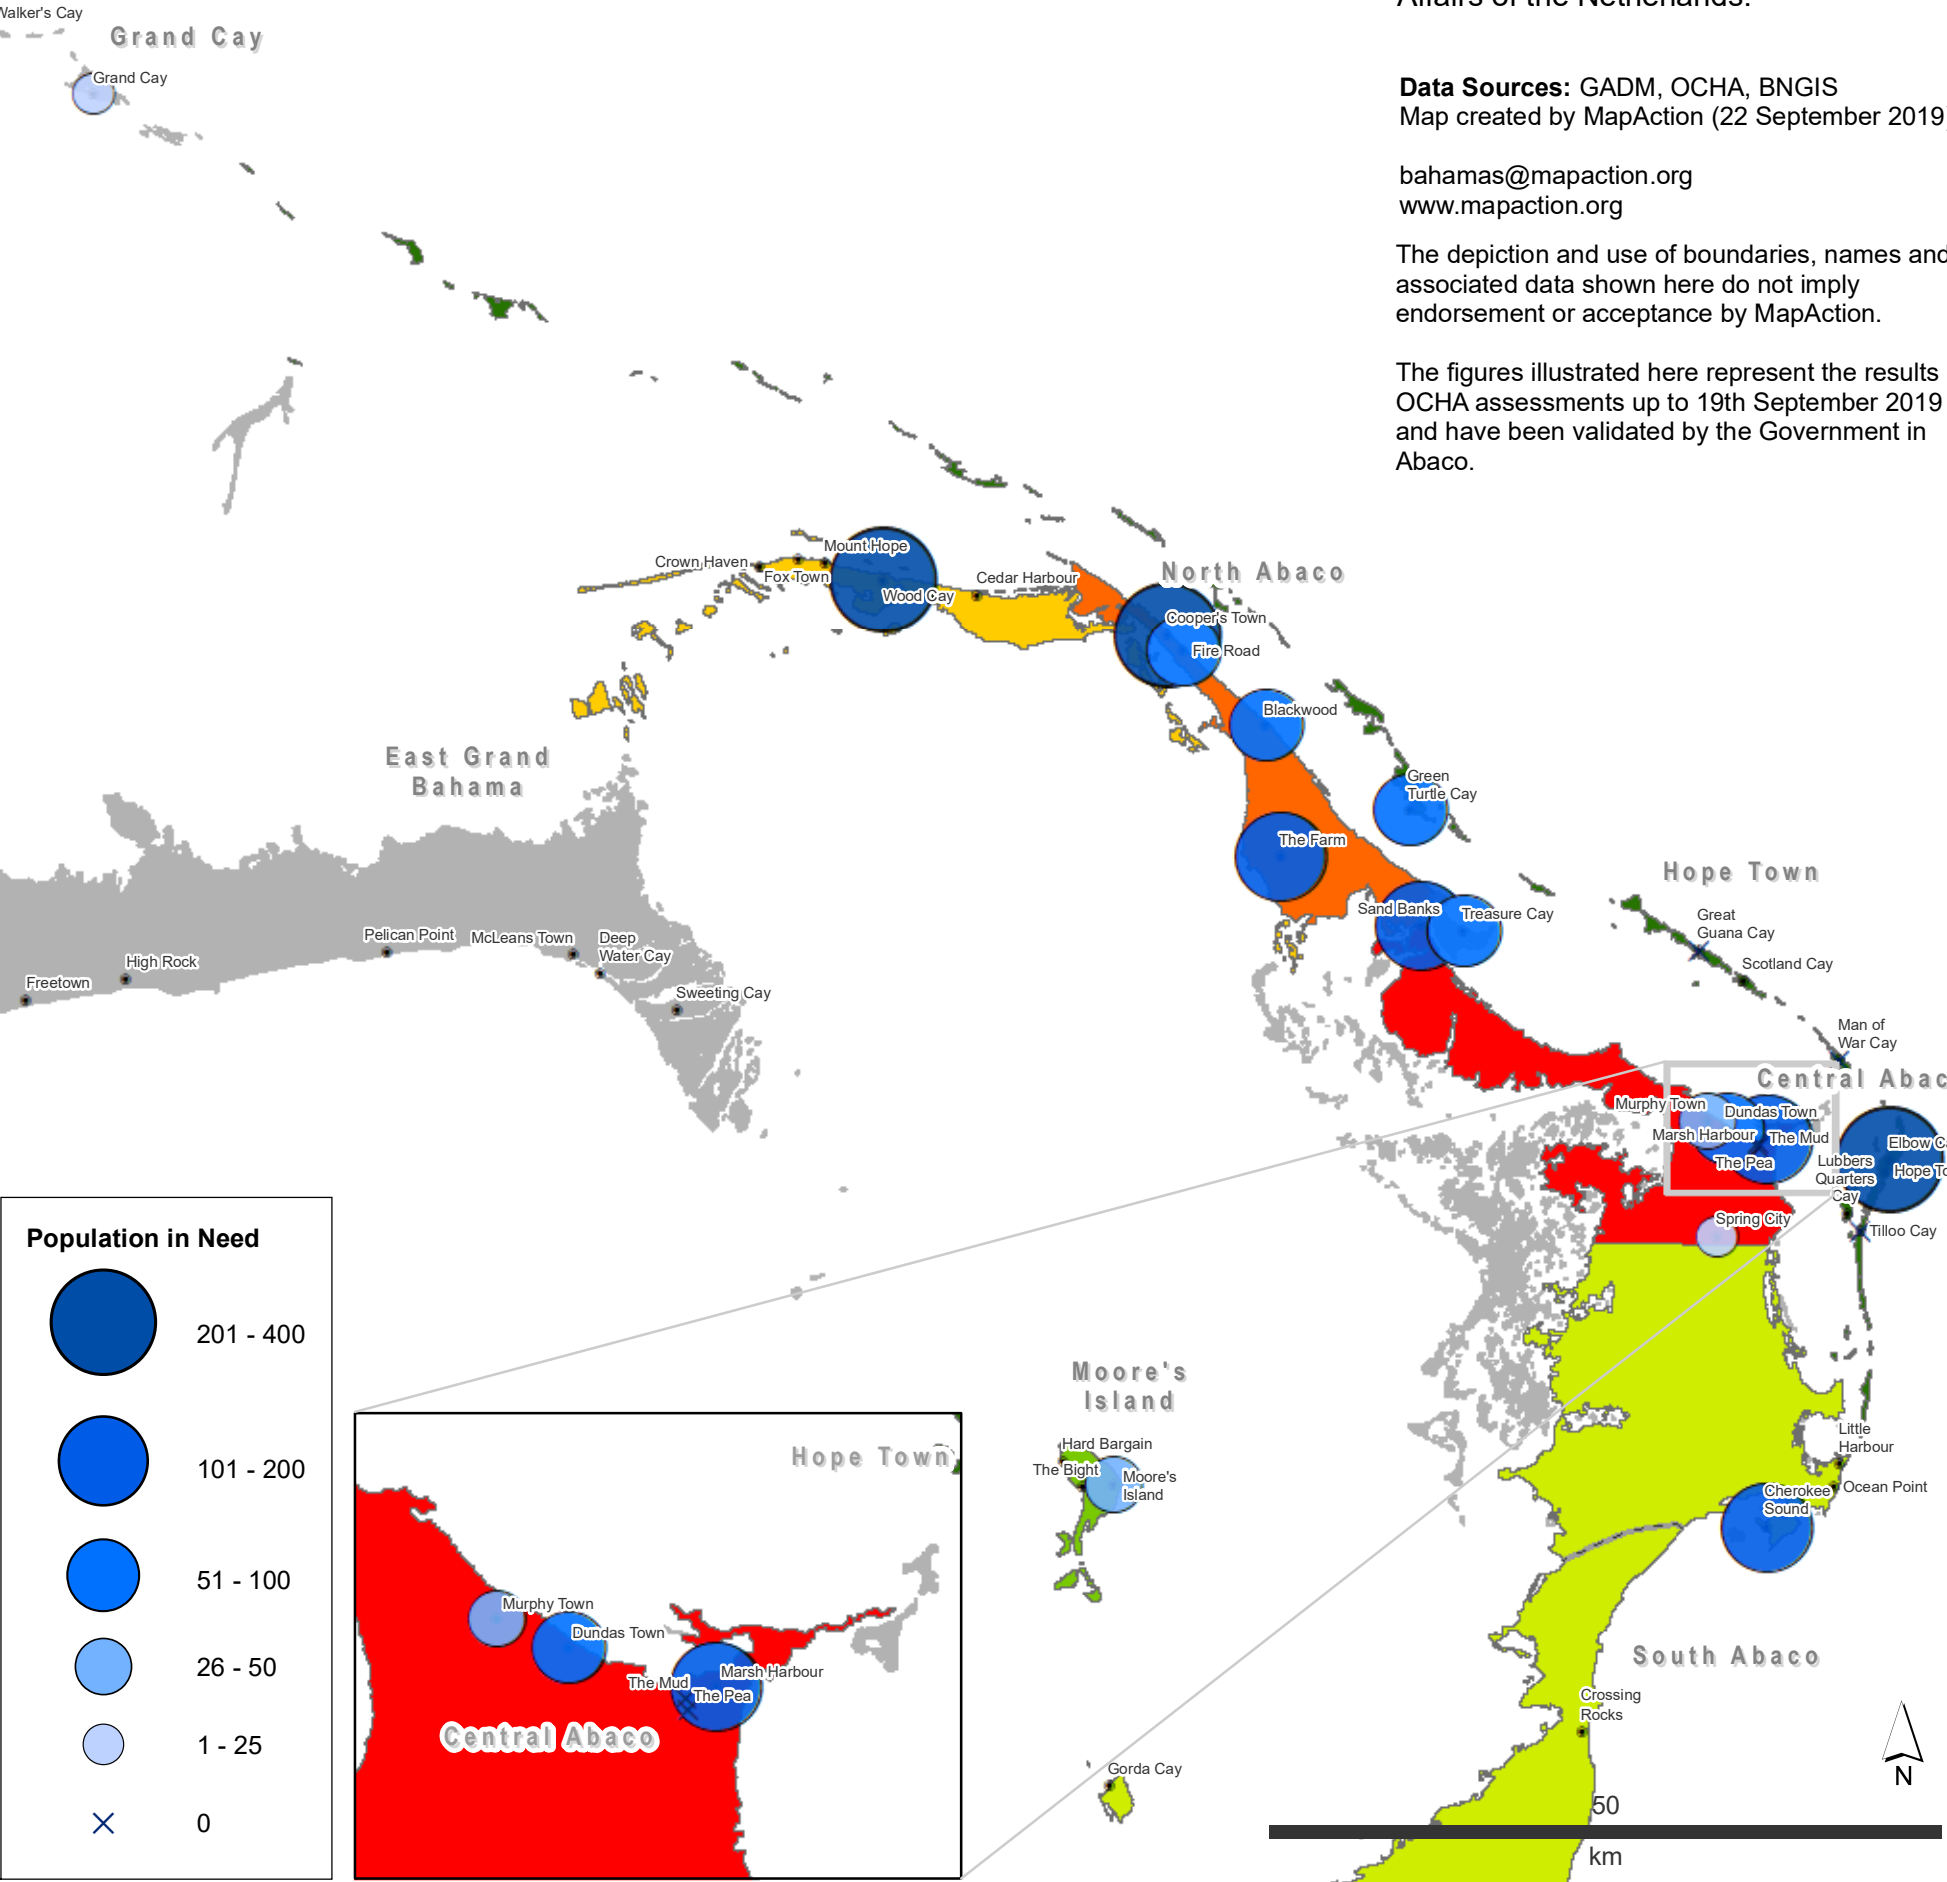 Walker's Cay
Grand Cay
Grand Cay
Affairs of the Netherlands.
Data Sources: GADM, OCHA, BNGIS
Map created by MapAction (22 September 2019)
bahamas@mapaction.org
www.mapaction.org
The depiction and use of boundaries, names and
associated data shown here do not imply
endorsement or acceptance by MapAction.
The figures illustrated here represent the results
OCHA assessments up to 19th September 2019
and have been validated by the Government in
Abaco.
Mount Hope
Crown Haven
Fox Town
Wood Cay
Cedar Harbour
North Abaco
Cooper's Town
Fire Road
Blackwood
East Grand
Bahama
Green
Turtle Cay
The Farm
Hope Town
Sand Banks
Treasure Cay
Great
Guana Cay
Scotland Cay
Pelican Point
McLeans Town
Deep
Water Cay
High Rock
Freetown
Sweeting Cay
Man of
War Cay
Central Abac
Murphy Town
Dundas Town
Marsh Harbour
The Mud
The Pea
Elbow C
Hope To
Lubbers
Quarters
Cay
Spring City
Tilloo Cay
Population in Need
201 - 400
101 - 200
51 - 100
26 - 50
1 - 25
0
Moore's
Island
Hard Bargain
The Bight
Moore's
Island
Little
Harbour
Ocean Point
Cherokee
Sound
Hope Town
Murphy Town
Dundas Town
Marsh Harbour
The Mud
The Pea
Central Abaco
South Abaco
Crossing
Rocks
Gorda Cay
N
50
km